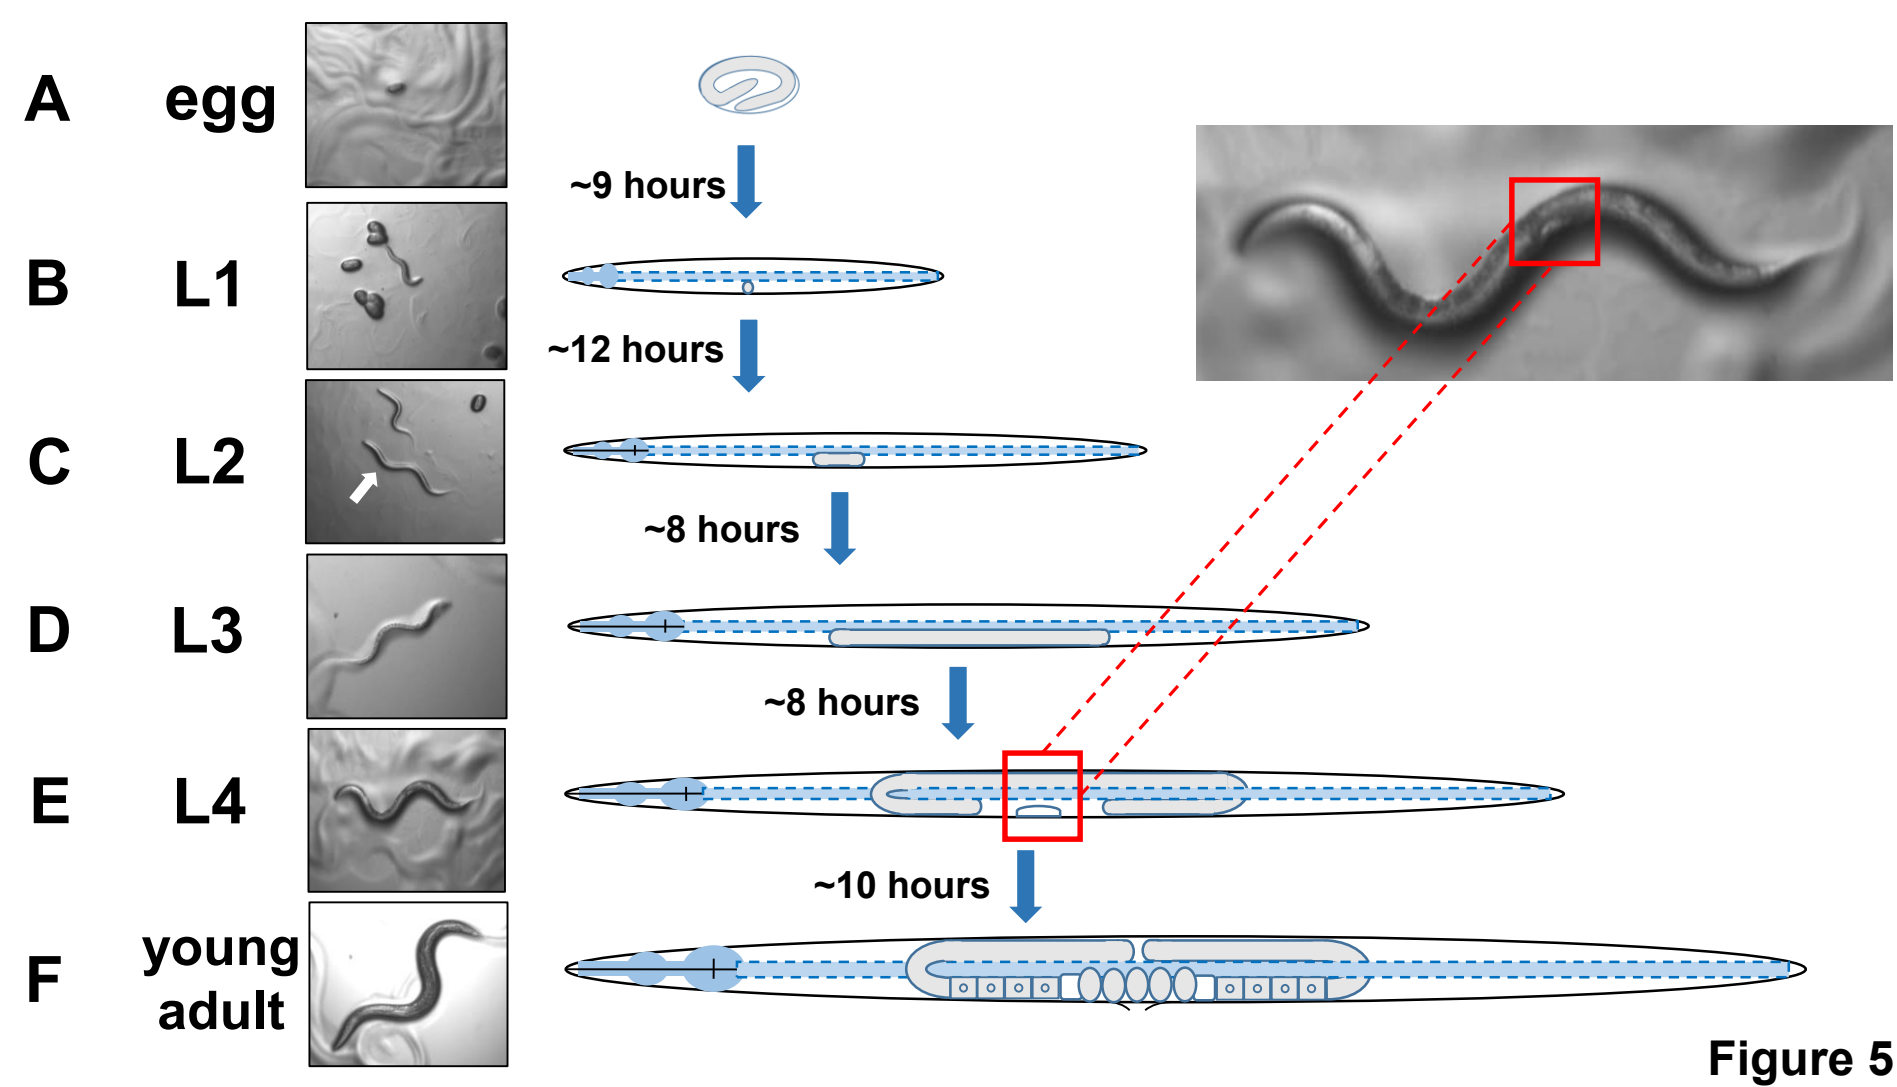 A egg
~9 hours
B L1
~12 hours
C L2
~8 hours
D L3
~8 hours
E L4
~10 hours
F young
adult
Figure 5